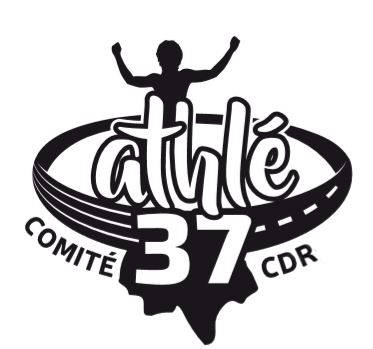 athlé
37
COMITÉ CDR